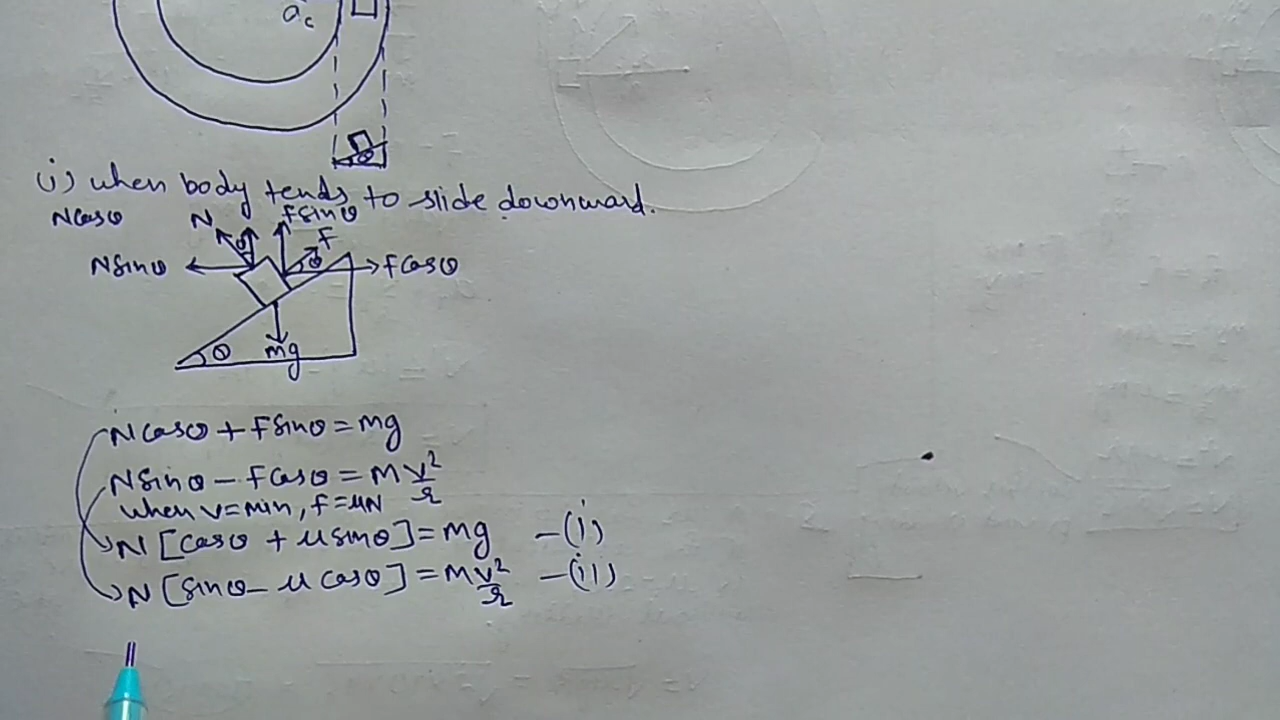 ac
θ
(i) when body tends to slide downward.
Ncosθ N fsinθ
θ f
Nsinθ θ fcosθ
θ mg
Ncosθ + fsinθ = mg
Nsinθ - fcosθ = mv²/r
when v=min, f=μN
N[cosθ + μsinθ] = mg -(i)
N[sinθ - μcosθ] = mv²/r -(ii)